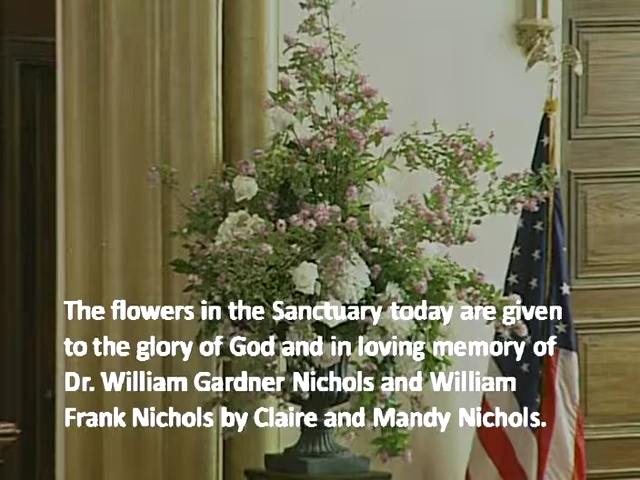 The flowers in the Sanctuary today are given
to the glory of God and in loving memory of
Dr. William Gardner Nichols and William
Frank Nichols by Claire and Mandy Nichols.